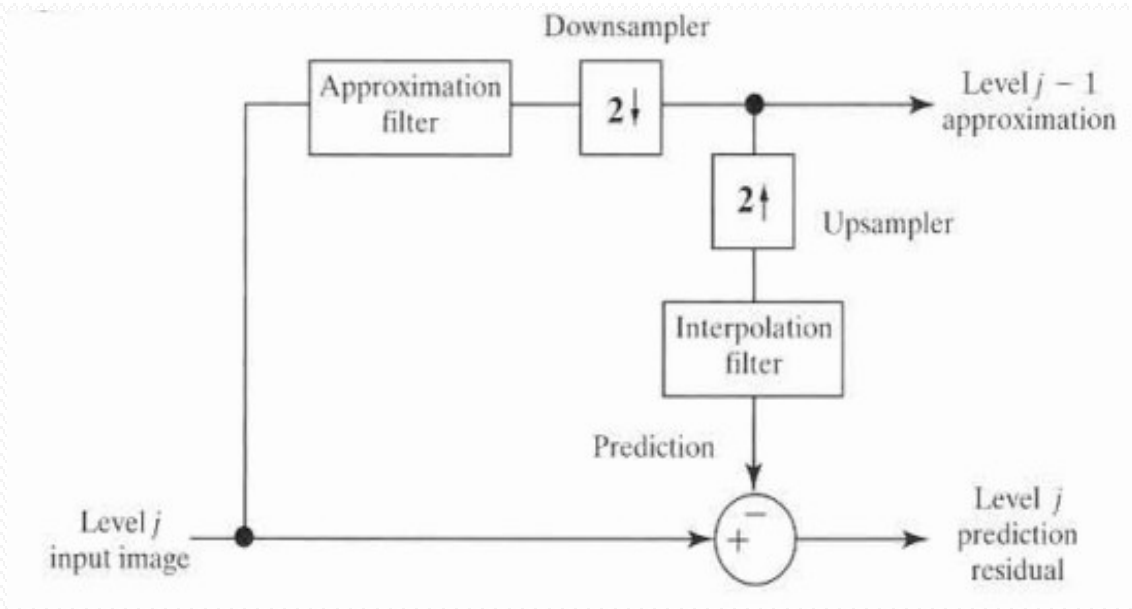 Downsampler
Approximation
filter
2↓
Level j − 1
approximation
2↑
Upsampler
Interpolation
filter
Prediction
Level j
input image
+
−
Level j
prediction
residual